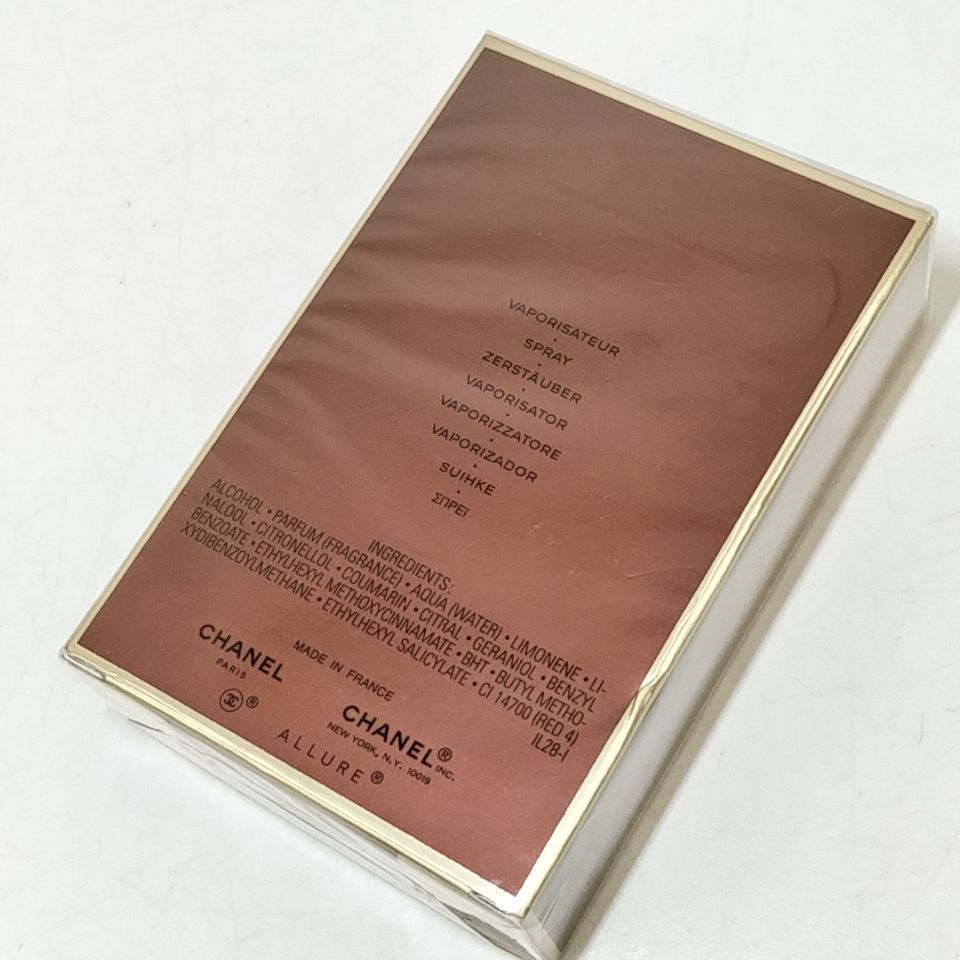 VAPORISATEUR
•
SPRAY
•
ZERSTÄUBER
•
VAPORISATOR
•
VAPORIZZATORE
•
VAPORIZADOR
•
SUIHKE
•
ΣΠΡΕΪ
INGREDIENTS:
ALCOHOL • PARFUM (FRAGRANCE) • AQUA (WATER) • LIMONENE • LI-
NALOOL • CITRONELLOL • COUMARIN • CITRAL • GERANIOL • BENZYL
BENZOATE • ETHYLHEXYL METHOXYCINNAMATE • BHT • BUTYL METHO-
XYDIBENZOYLMETHANE • ETHYLHEXYL SALICYLATE • CI 14700 (RED 4)
IL28-I
CHANEL
PARIS
®
MADE IN FRANCE
CHANEL® INC.
NEW YORK, N.Y. 10019
ALLURE®